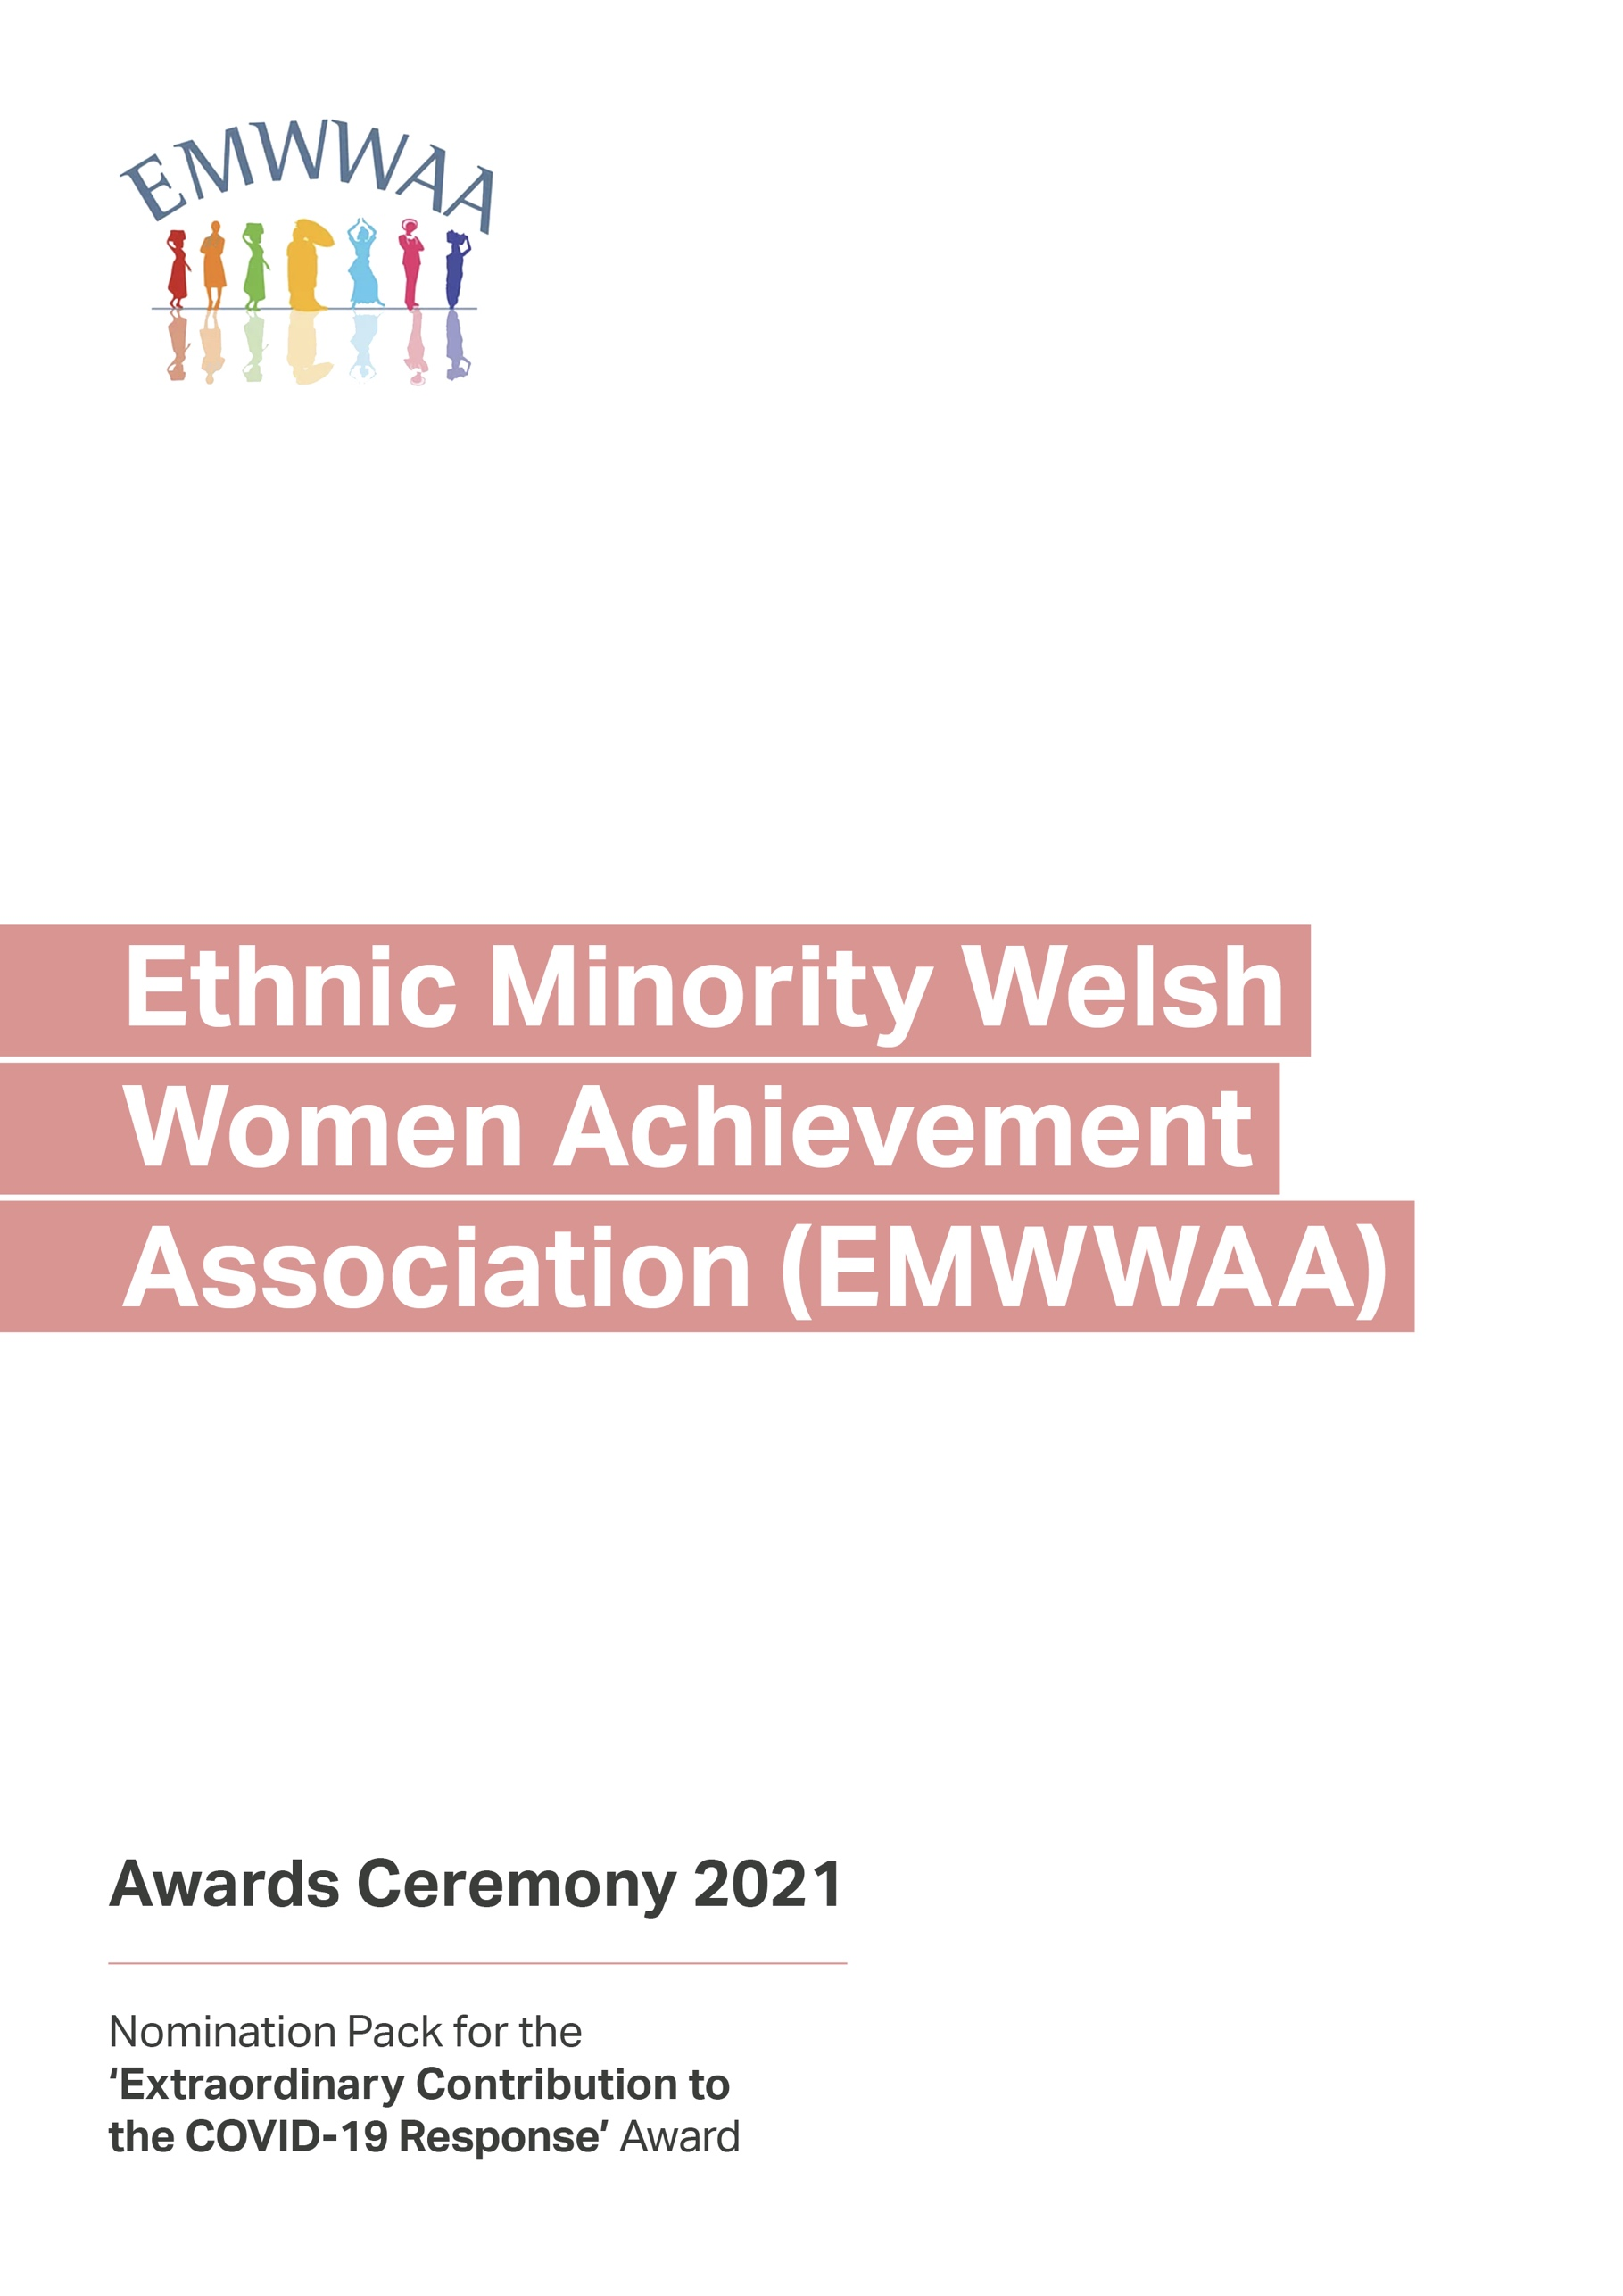 EMWWAA
Ethnic Minority Welsh
Women Achievement
Association (EMWWAA)
Awards Ceremony 2021
Nomination Pack for the
‘Extraordinary Contribution to
the COVID-19 Response’ Award